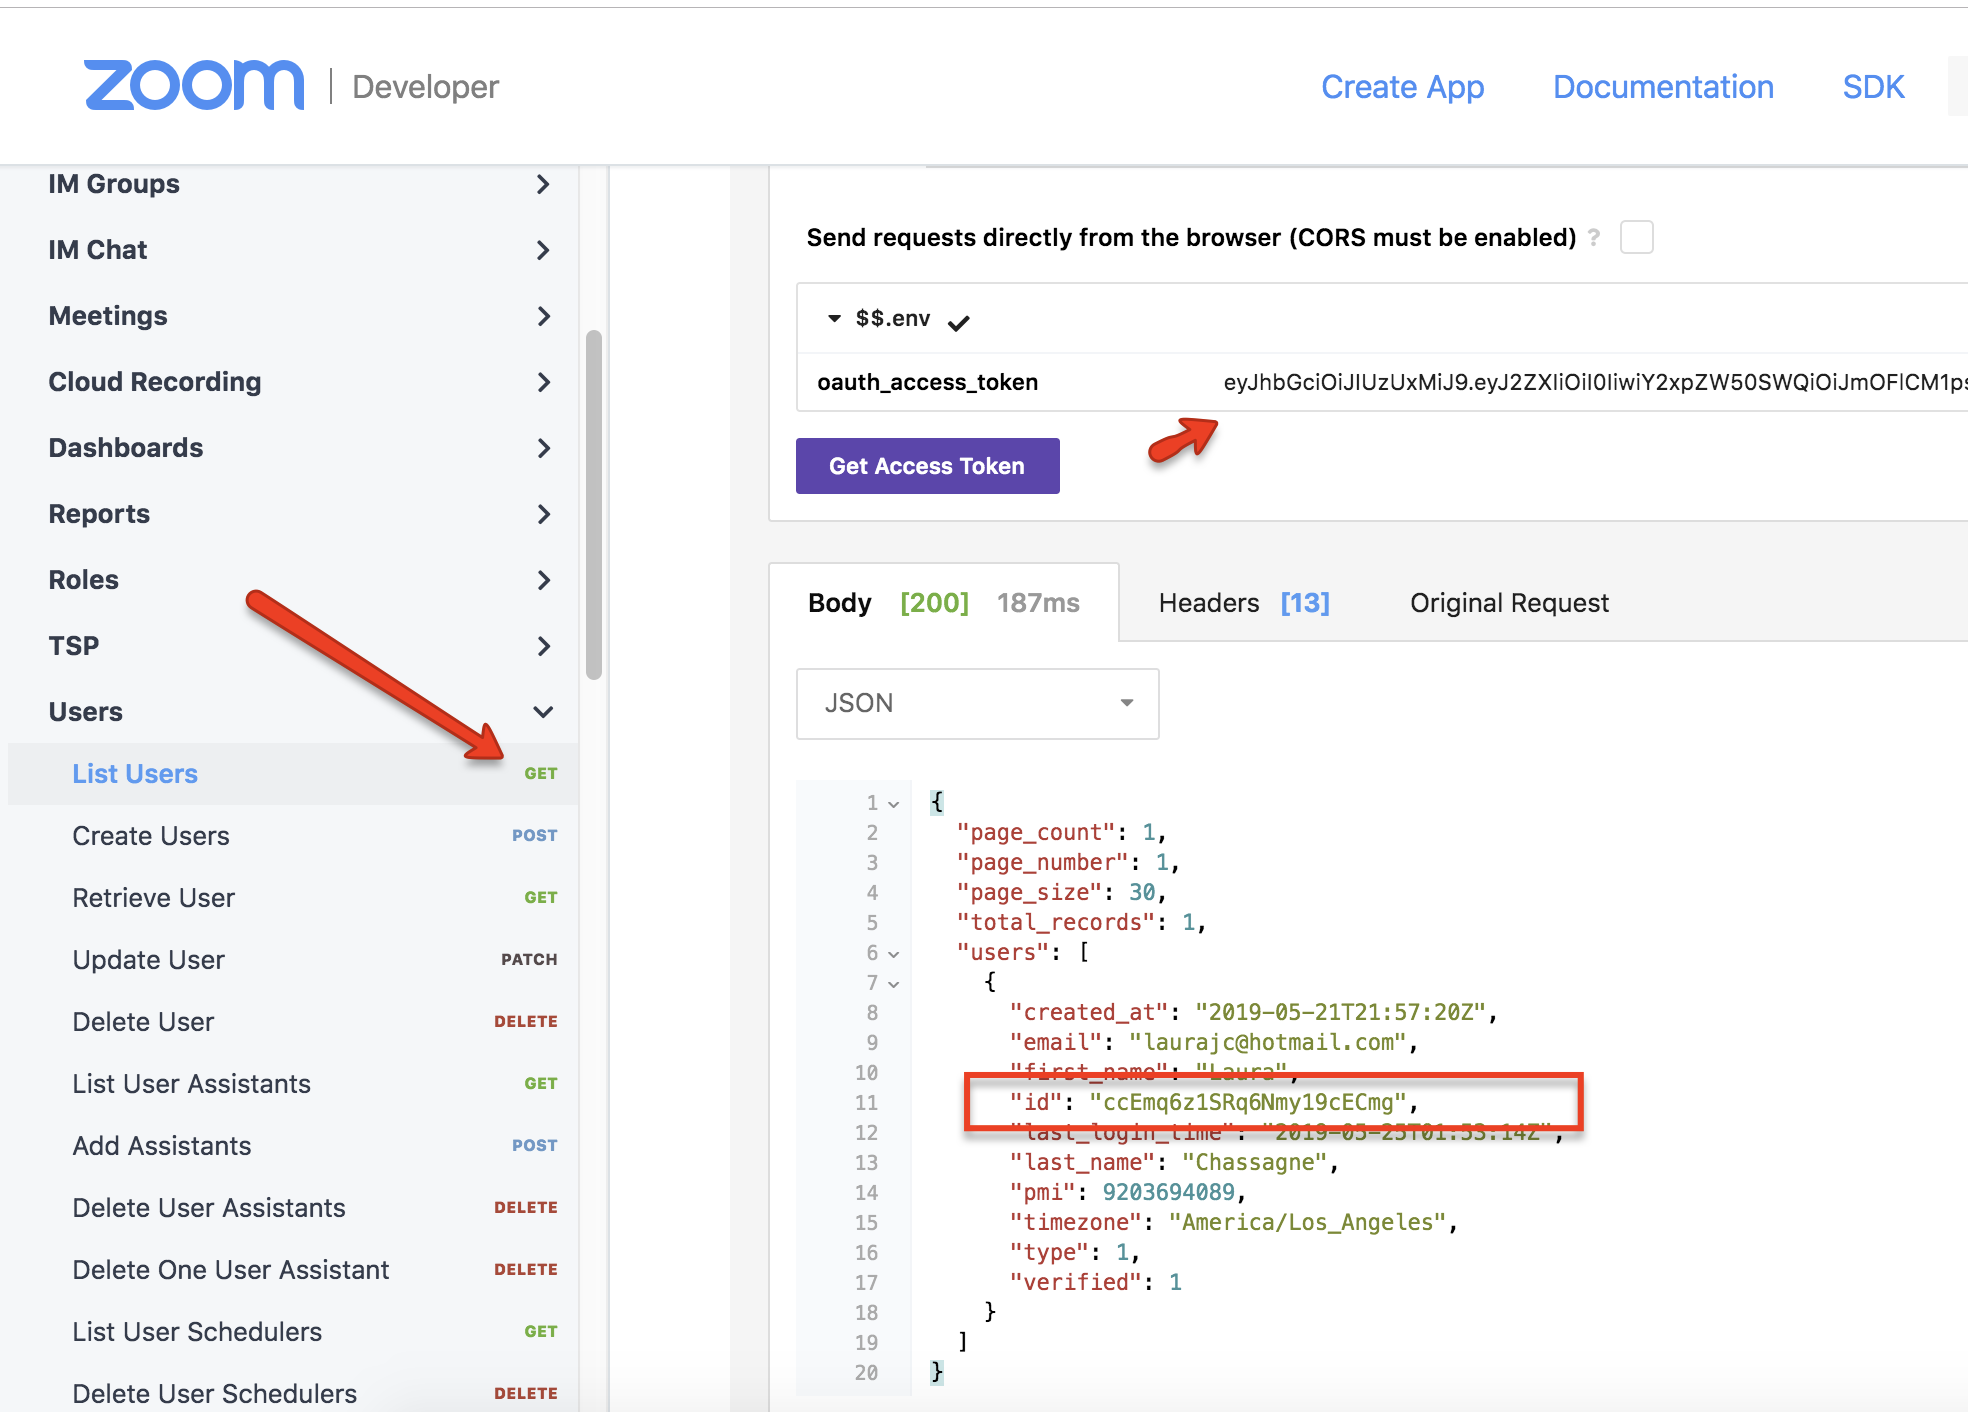 zoom | Developer
Create App Documentation SDK
IM Groups
IM Chat
Meetings
Cloud Recording
Dashboards
Reports
Roles
TSP
Users
List Users GET
Create Users POST
Retrieve User GET
Update User PATCH
Delete User DELETE
List User Assistants GET
Add Assistants POST
Delete User Assistants DELETE
Delete One User Assistant DELETE
List User Schedulers GET
Delete User Schedulers DELETE
Send requests directly from the browser (CORS must be enabled) ?
$$.env
oauth_access_token eyJhbGciOiJIUzUxMiJ9.eyJ2ZXIiOiI0IiwiY2xpZW50SWQiOiJmOFlCM1ps
Get Access Token
Body [200] 187ms Headers [13] Original Request
JSON
1 {
2 "page_count": 1,
3 "page_number": 1,
4 "page_size": 30,
5 "total_records": 1,
6 "users": [
7 {
8 "created_at": "2019-05-21T21:57:20Z",
9 "email": "laurajc@hotmail.com",
10 "first_name": "Laura",
11 "id": "ccEmq6z1SRq6Nmy19cECmg",
12 "last_login_time": "2019-05-25T01:53:14Z",
13 "last_name": "Chassagne",
14 "pmi": 9203694089,
15 "timezone": "America/Los_Angeles",
16 "type": 1,
17 "verified": 1
18 }
19 ]
20 }